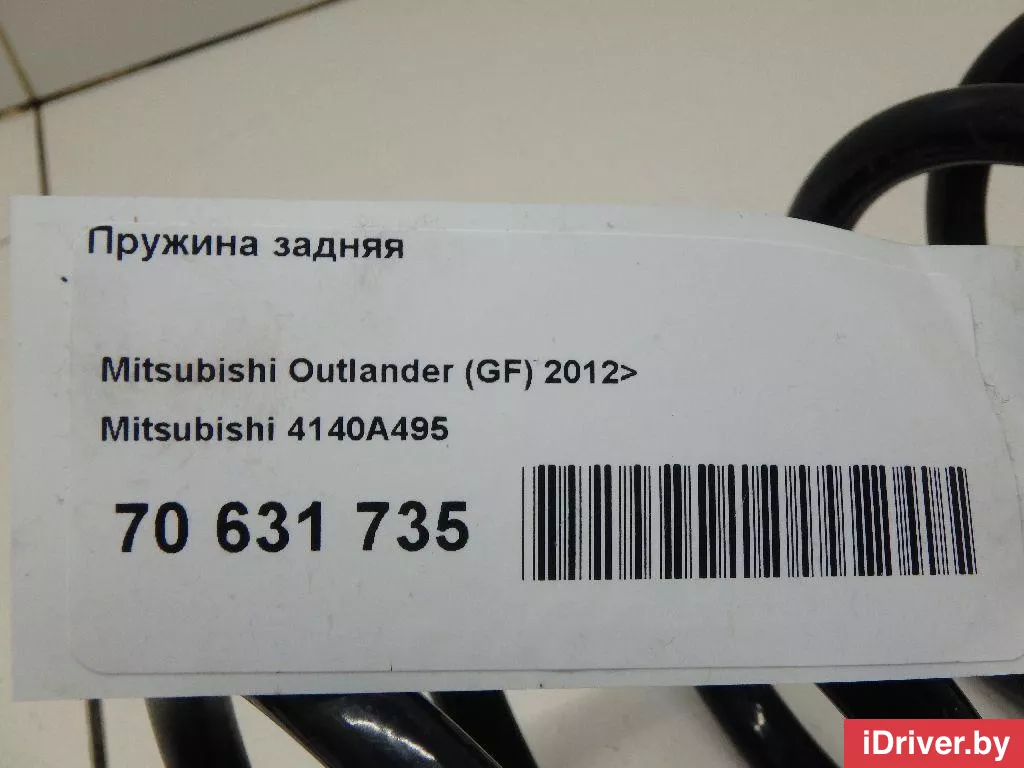 Пружина задняя
Mitsubishi Outlander (GF) 2012>
Mitsubishi 4140A495
70 631 735
iDriver.by